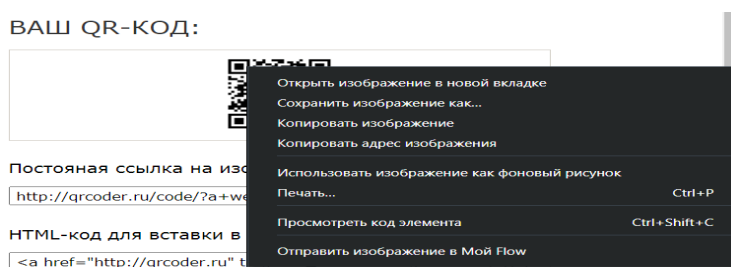 ВАШ QR-КОД:
Открыть изображение в новой вкладке
Сохранить изображение как...
Копировать изображение
Копировать адрес изображения
Постояная ссылка на изо
Использовать изображение как фоновый рисунок
http://qrcoder.ru/code/?a+we
Печать... Ctrl+P
Просмотреть код элемента Ctrl+Shift+C
HTML-код для вставки в
Отправить изображение в Мой Flow
<a href="http://qrcoder.ru" t